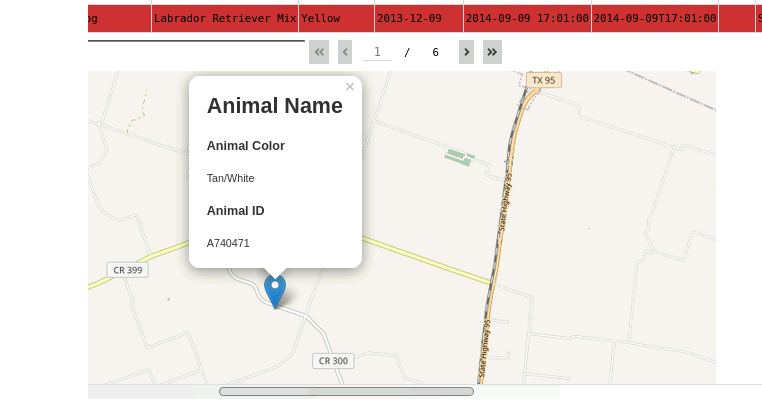 og Labrador Retriever Mix Yellow 2013-12-09 2014-09-09 17:01:00 2014-09-09T17:01:00
« ‹ 1 / 6 › »
TX 95
×
Animal Name
Animal Color
Tan/White
Animal ID
A740471
State Highway 95
CR 399
State Highway 95
CR 300